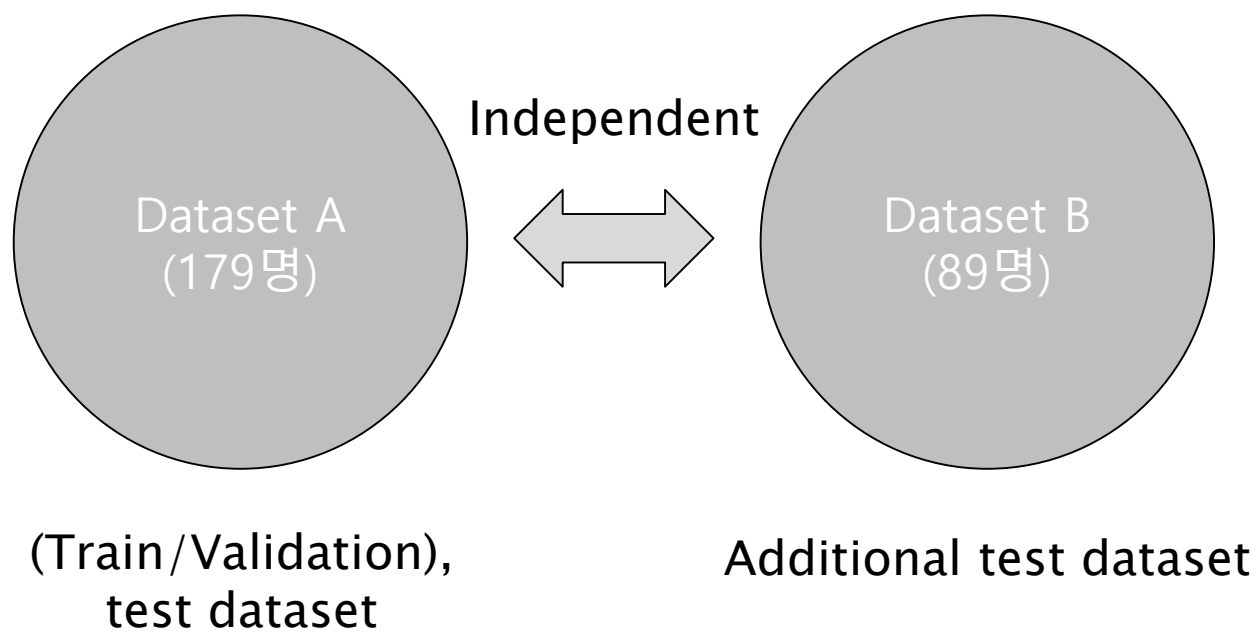 Independent
Dataset A
(179명)
Dataset B
(89명)
(Train/Validation),
test dataset
Additional test dataset